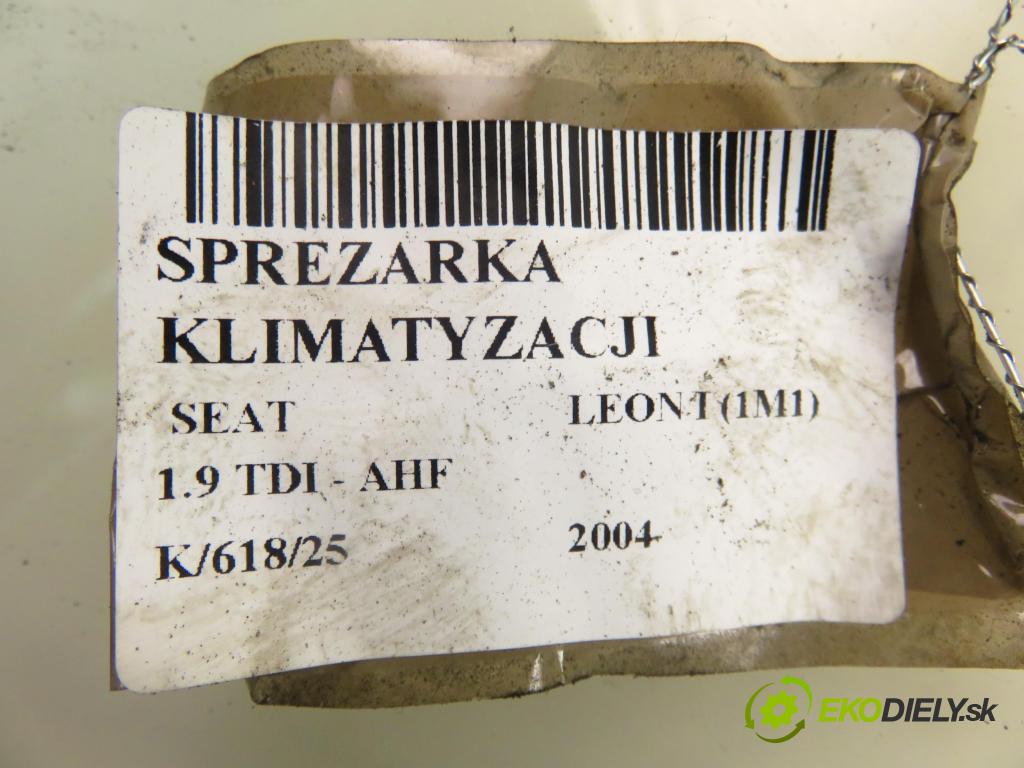 SPREZARKA
KLIMATYZACJI
SEAT LEON I (1M1)
1.9 TDI - AHF
K/618/25 2004-
EKODIELY.sk